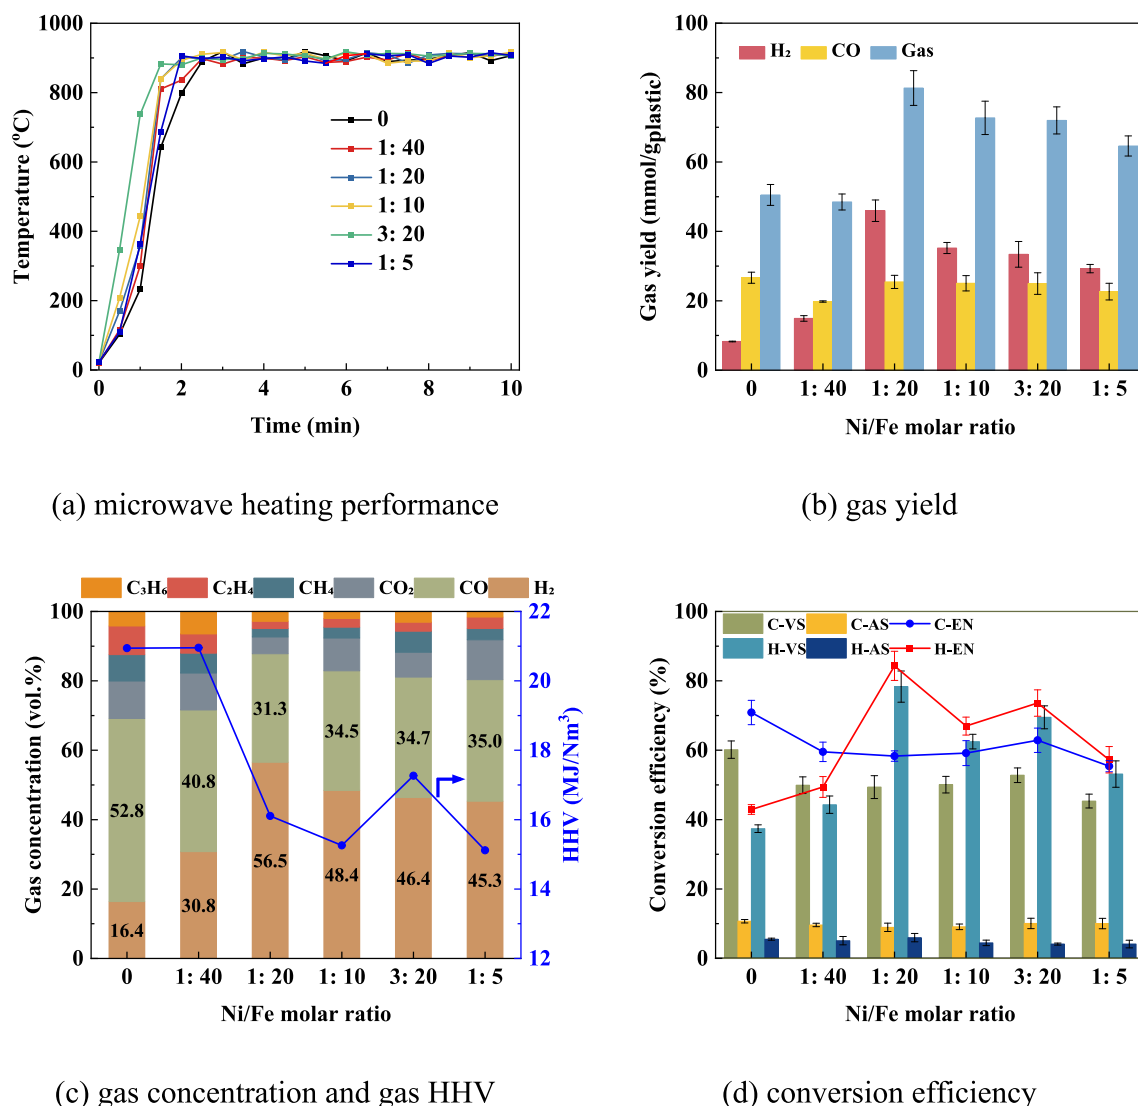 1000
800
600
400
200
0
Temperature (ºC)
0
1: 40
1: 20
1: 10
3: 20
1: 5
0 2 4 6 8 10
Time (min)
(a) microwave heating performance
100
80
60
40
20
0
Gas yield (mmol/gplastic)
H₂ CO Gas
0 1: 40 1: 20 1: 10 3: 20 1: 5
Ni/Fe molar ratio
(b) gas yield
C₃H₆ C₂H₄ CH₄ CO₂ CO H₂
100
80
60
40
20
0
Gas concentration (vol.%)
52.8 40.8 31.3 34.5 34.7 35.0
16.4 30.8 56.5 48.4 46.4 45.3
22
20
18
16
14
12
HHV (MJ/Nm³)
0 1: 40 1: 20 1: 10 3: 20 1: 5
Ni/Fe molar ratio
(c) gas concentration and gas HHV
100
80
60
40
20
0
Conversion efficiency (%)
C-VS C-AS C-EN
H-VS H-AS H-EN
0 1: 40 1: 20 1: 10 3: 20 1: 5
Ni/Fe molar ratio
(d) conversion efficiency